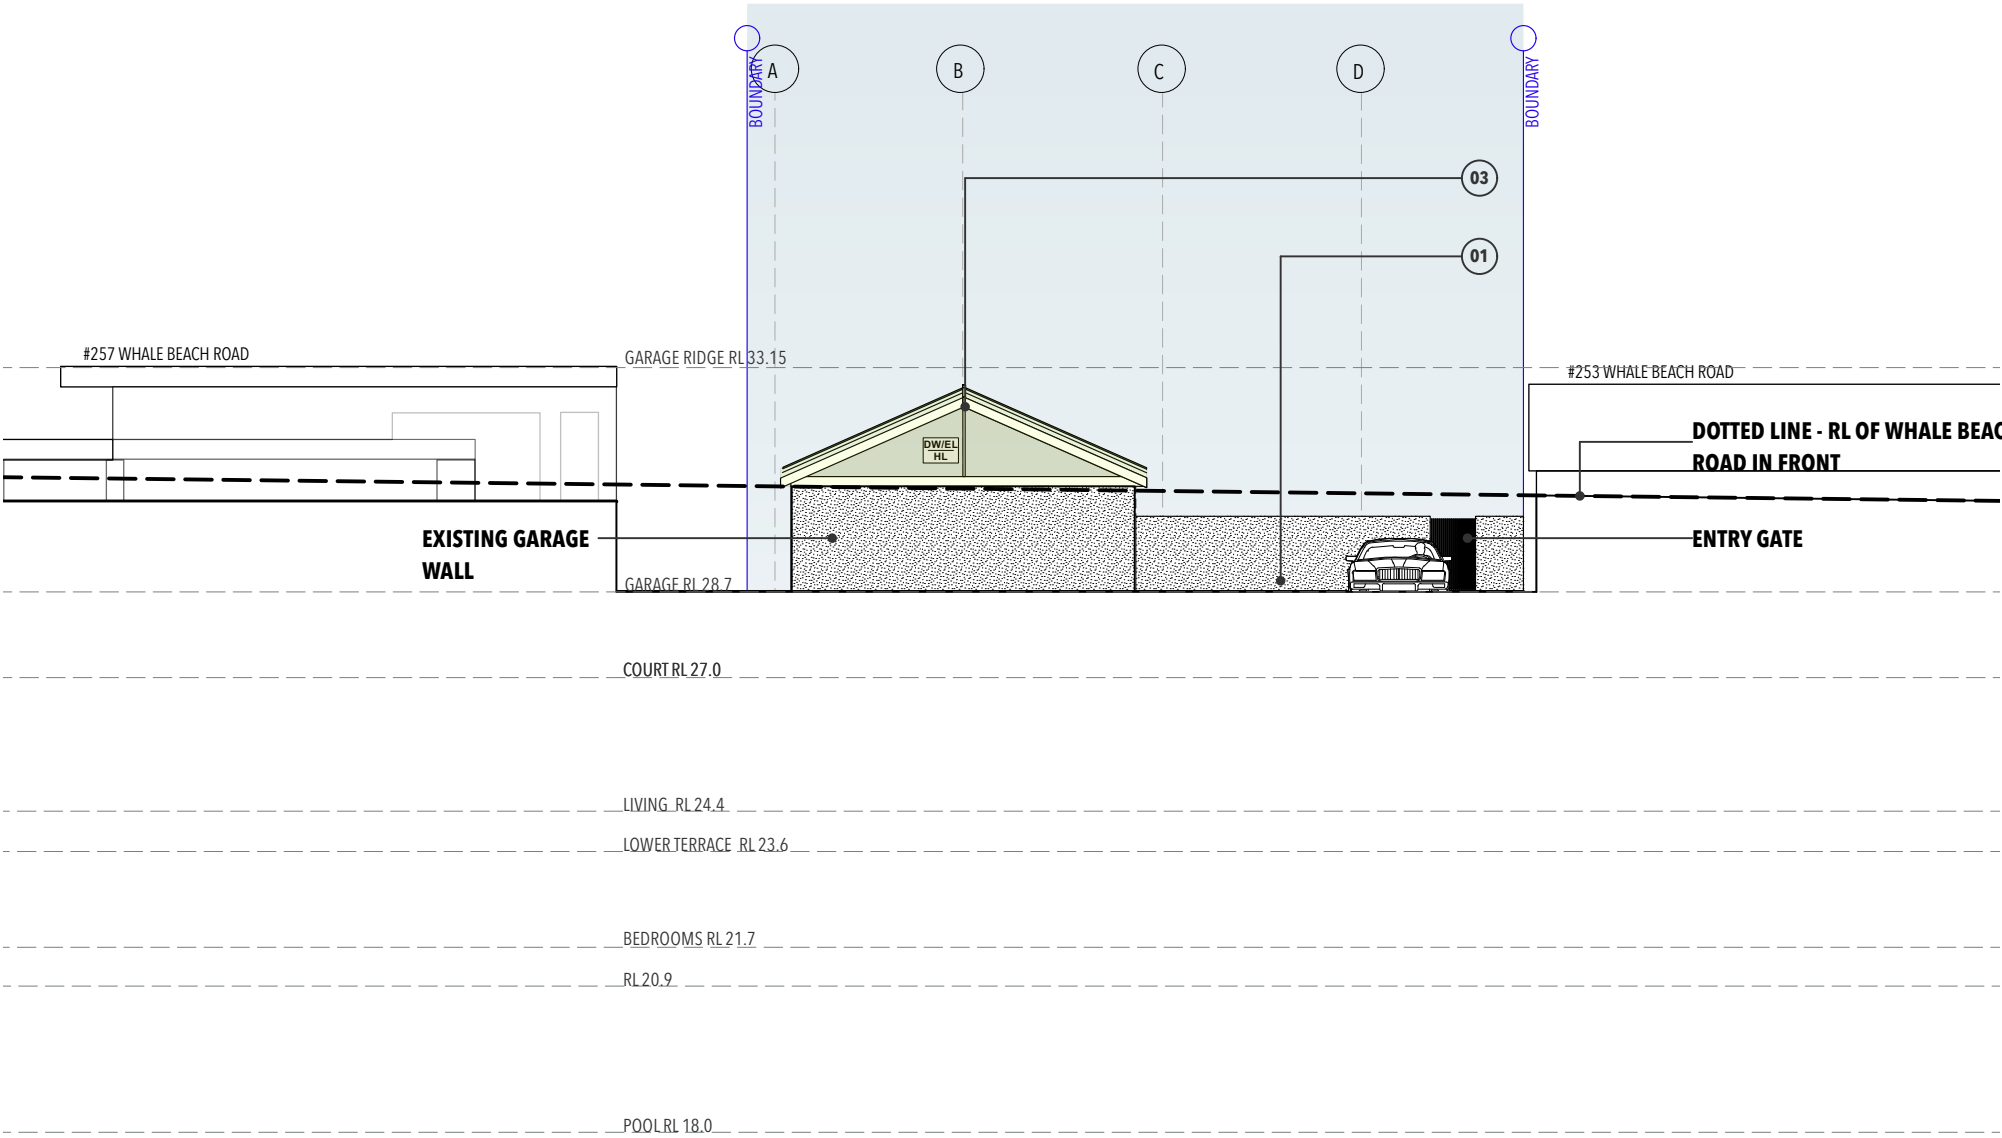 BOUNDARY
A
B
C
D
BOUNDARY
03
01
#257 WHALE BEACH ROAD
GARAGE RIDGE RL 33.15
#253 WHALE BEACH ROAD
DOTTED LINE - RL OF WHALE BEAC
ROAD IN FRONT
DW/EL
HL
EXISTING GARAGE
WALL
ENTRY GATE
GARAGE RL 28.7
COURT RL 27.0
LIVING RL 24.4
LOWER TERRACE RL 23.6
BEDROOMS RL 21.7
RL 20.9
POOL RL 18.0